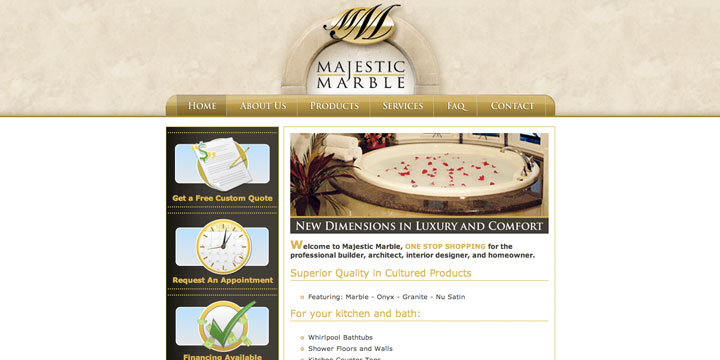 MM
MAJESTIC
MARBLE
HOME ABOUT US PRODUCTS SERVICES FAQ CONTACT
Get a Free Custom Quote
Request An Appointment
Financing Available
NEW DIMENSIONS IN LUXURY AND COMFORT
Welcome to Majestic Marble, ONE STOP SHOPPING for the
professional builder, architect, interior designer, and homeowner.
Superior Quality in Cultured Products
Featuring: Marble - Onyx - Granite - Nu Satin
For your kitchen and bath:
Whirlpool Bathtubs
Shower Floors and Walls
Kitchen Counter Tops